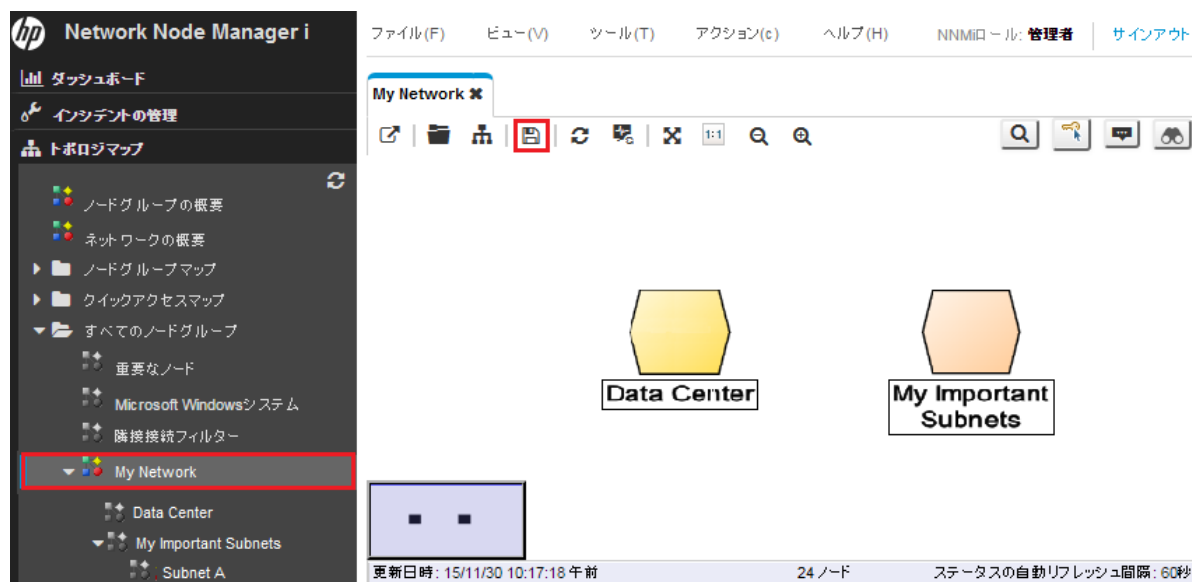 hp Network Node Manager i
ファイル(F) ビュー(V) ツール(T) アクション(c) ヘルプ(H) NNMiロール: 管理者 サインアウト
ダッシュボード
インシデントの管理
トポロジマップ
ノードグループの概要
ネットワークの概要
ノードグループマップ
クイックアクセスマップ
すべてのノードグループ
重要なノード
Microsoft Windowsシステム
隣接接続フィルター
My Network
Data Center
My Important Subnets
Subnet A
My Network
1:1
Data Center
My Important
Subnets
更新日時: 15/11/30 10:17:18 午前 24 ノード ステータスの自動リフレッシュ間隔: 60秒